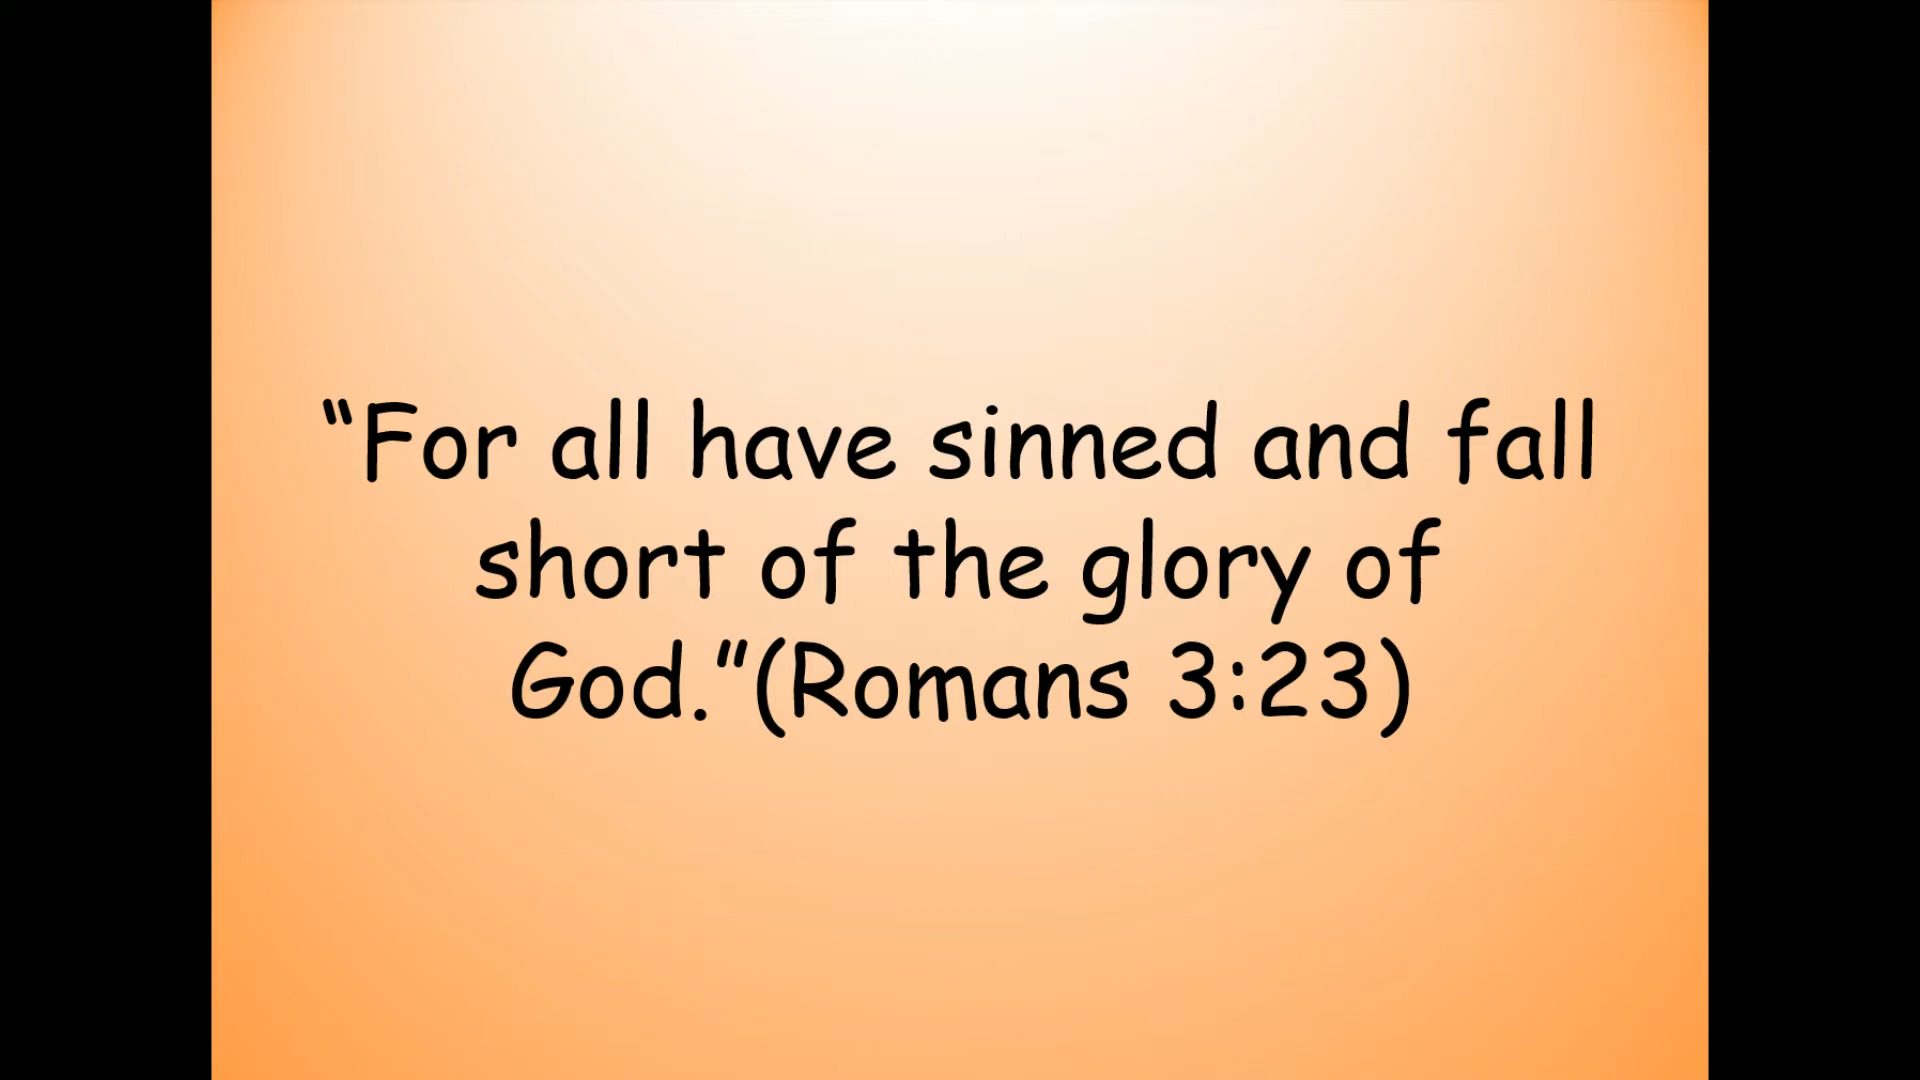 “For all have sinned and fall
short of the glory of
God.”(Romans 3:23)